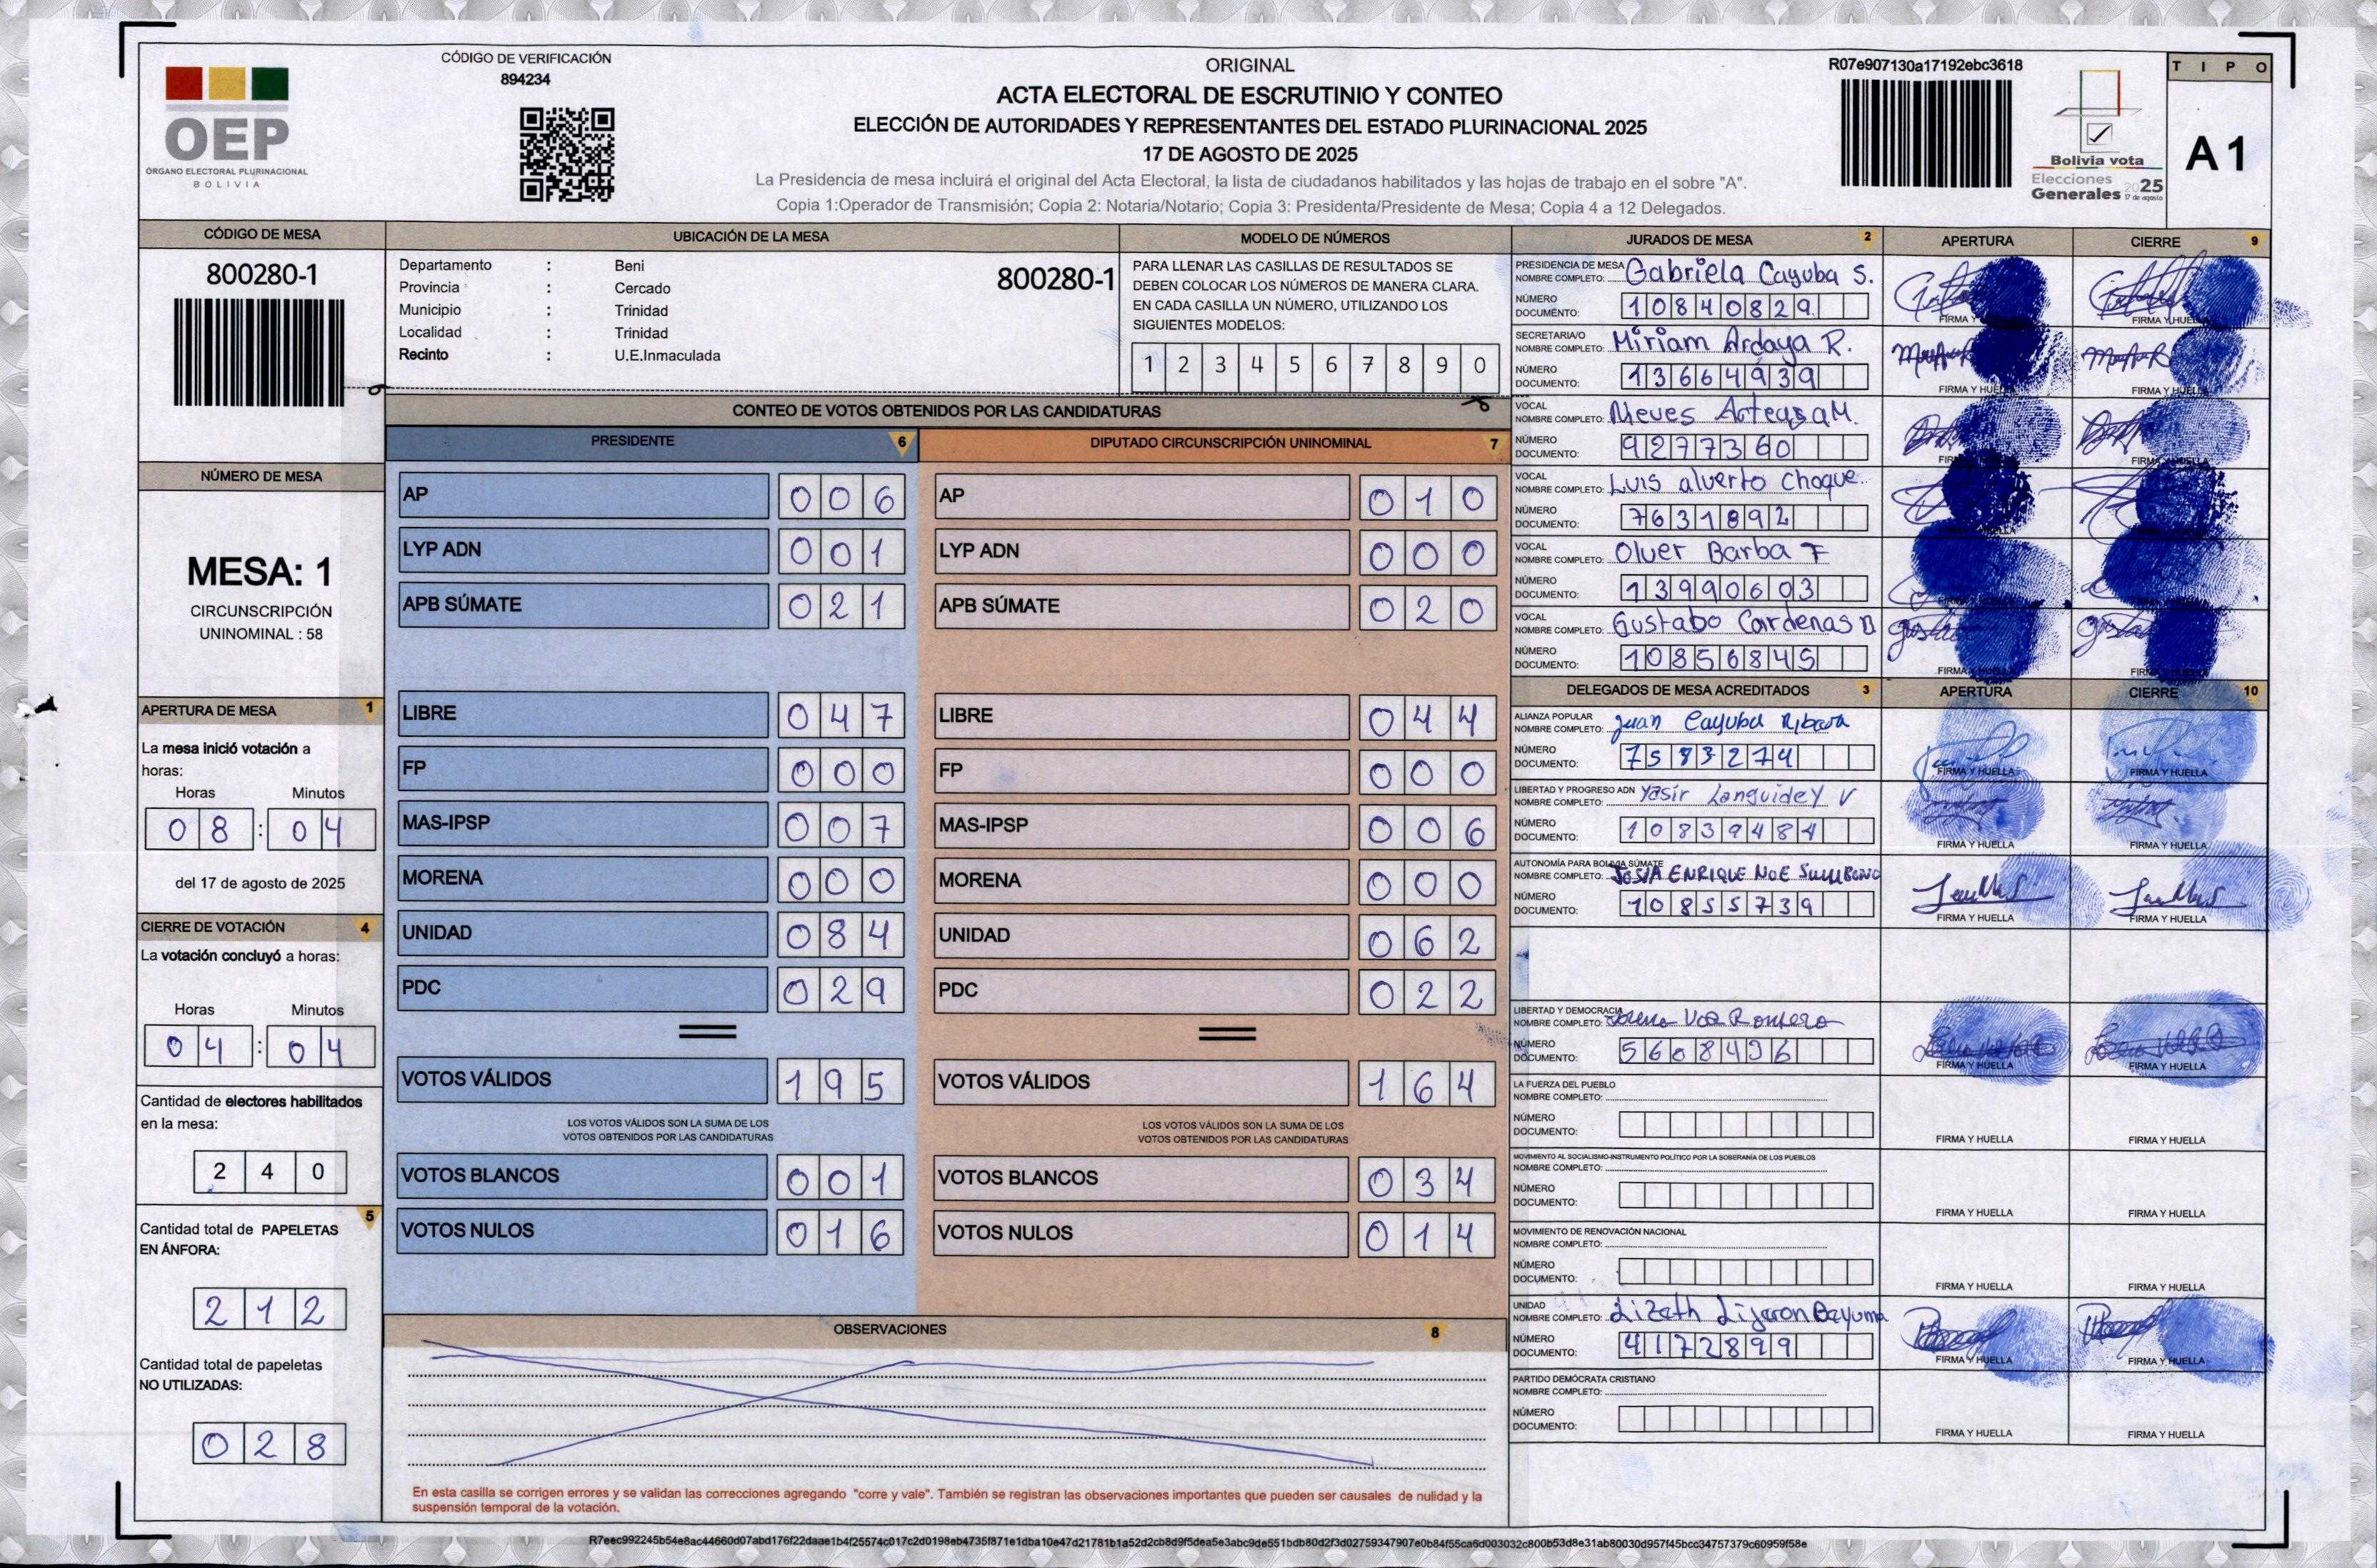 CÓDIGO DE VERIFICACIÓN
894234
OEP
ÓRGANO ELECTORAL PLURINACIONAL
BOLIVIA
ORIGINAL
ACTA ELECTORAL DE ESCRUTINIO Y CONTEO
ELECCIÓN DE AUTORIDADES Y REPRESENTANTES DEL ESTADO PLURINACIONAL 2025
17 DE AGOSTO DE 2025
La Presidencia de mesa incluirá el original del Acta Electoral, la lista de ciudadanos habilitados y las hojas de trabajo en el sobre "A".
Copia 1:Operador de Transmisión; Copia 2: Notaria/Notario; Copia 3: Presidenta/Presidente de Mesa; Copia 4 a 12 Delegados.
R07e907130a17192ebc3618
Bolivia vota
Elecciones
Generales 2025
17 de agosto
TIPO
A 1
CÓDIGO DE MESA
800280-1
UBICACIÓN DE LA MESA
Departamento : Beni
Provincia : Cercado
Municipio : Trinidad
Localidad : Trinidad
Recinto : U.E.Inmaculada
800280-1
MODELO DE NÚMEROS
PARA LLENAR LAS CASILLAS DE RESULTADOS SE
DEBEN COLOCAR LOS NÚMEROS DE MANERA CLARA.
EN CADA CASILLA UN NÚMERO, UTILIZANDO LOS
SIGUIENTES MODELOS:
1 2 3 4 5 6 7 8 9 0
NÚMERO DE MESA
MESA: 1
CIRCUNSCRIPCIÓN
UNINOMINAL : 58
APERTURA DE MESA 1
La mesa inició votación a
horas:
Horas Minutos
08 : 04
del 17 de agosto de 2025
CIERRE DE VOTACIÓN 4
La votación concluyó a horas:
Horas Minutos
04 : 04
Cantidad de electores habilitados
en la mesa:
240
5
Cantidad total de PAPELETAS
EN ÁNFORA:
212
Cantidad total de papeletas
NO UTILIZADAS:
028
CONTEO DE VOTOS OBTENIDOS POR LAS CANDIDATURAS
PRESIDENTE 6
AP 006
LYP ADN 001
APB SÚMATE 021
LIBRE 047
FP 000
MAS-IPSP 007
MORENA 000
UNIDAD 084
PDC 029
VOTOS VÁLIDOS 195
LOS VOTOS VÁLIDOS SON LA SUMA DE LOS
VOTOS OBTENIDOS POR LAS CANDIDATURAS
VOTOS BLANCOS 001
VOTOS NULOS 016
DIPUTADO CIRCUNSCRIPCIÓN UNINOMINAL 7
AP 010
LYP ADN 000
APB SÚMATE 020
LIBRE 044
FP 000
MAS-IPSP 006
MORENA 000
UNIDAD 062
PDC 022
VOTOS VÁLIDOS 164
LOS VOTOS VÁLIDOS SON LA SUMA DE LOS
VOTOS OBTENIDOS POR LAS CANDIDATURAS
VOTOS BLANCOS 034
VOTOS NULOS 014
OBSERVACIONES 8
En esta casilla se corrigen errores y se validan las correcciones agregando "corre y vale". También se registran las observaciones importantes que pueden ser causales de nulidad y la
suspensión temporal de la votación.
JURADOS DE MESA 2 APERTURA CIERRE 9
PRESIDENCIA DE MESA
NOMBRE COMPLETO: Gabriela Cayuba S.
NÚMERO
DOCUMENTO: 10840829
FIRMA Y HUELLA
SECRETARIA/O
NOMBRE COMPLETO: Miriam Ardaya R.
NÚMERO
DOCUMENTO: 13664939
FIRMA Y HUELLA FIRMA Y HUELLA
VOCAL
NOMBRE COMPLETO: Nieves Arteaga M.
NÚMERO
DOCUMENTO: 9277360
VOCAL
NOMBRE COMPLETO: Luis alverto Choque.
NÚMERO
DOCUMENTO: 7631892
VOCAL
NOMBRE COMPLETO: Olver Barba F
NÚMERO
DOCUMENTO: 13990603
VOCAL
NOMBRE COMPLETO: Gustabo Cardenas B
NÚMERO
DOCUMENTO: 10856845
FIRMA Y HUELLA
DELEGADOS DE MESA ACREDITADOS 3 APERTURA CIERRE 10
ALIANZA POPULAR
NOMBRE COMPLETO: Juan Cayuba Ribera
NÚMERO
DOCUMENTO: 7583274
FIRMA Y HUELLA FIRMA Y HUELLA
LIBERTAD Y PROGRESO ADN
NOMBRE COMPLETO: Yasir Languidey V
NÚMERO
DOCUMENTO: 10839484
FIRMA Y HUELLA FIRMA Y HUELLA
AUTONOMÍA PARA BOLIVIA SÚMATE
NOMBRE COMPLETO: ENRIQUE NOE
NÚMERO
DOCUMENTO: 10855739
FIRMA Y HUELLA FIRMA Y HUELLA
LIBERTAD Y DEMOCRACIA
NOMBRE COMPLETO: Romero
NÚMERO
DOCUMENTO: 5608436
FIRMA Y HUELLA FIRMA Y HUELLA
LA FUERZA DEL PUEBLO
NOMBRE COMPLETO:
NÚMERO
DOCUMENTO:
FIRMA Y HUELLA FIRMA Y HUELLA
MOVIMIENTO AL SOCIALISMO-INSTRUMENTO POLÍTICO POR LA SOBERANÍA DE LOS PUEBLOS
NOMBRE COMPLETO:
NÚMERO
DOCUMENTO:
FIRMA Y HUELLA FIRMA Y HUELLA
MOVIMIENTO DE RENOVACIÓN NACIONAL
NOMBRE COMPLETO:
NÚMERO
DOCUMENTO:
FIRMA Y HUELLA FIRMA Y HUELLA
UNIDAD
NOMBRE COMPLETO: Lizeth Lijeron Bayuma
NÚMERO
DOCUMENTO: 4172899
FIRMA Y HUELLA FIRMA Y HUELLA
PARTIDO DEMÓCRATA CRISTIANO
NOMBRE COMPLETO:
NÚMERO
DOCUMENTO:
FIRMA Y HUELLA FIRMA Y HUELLA